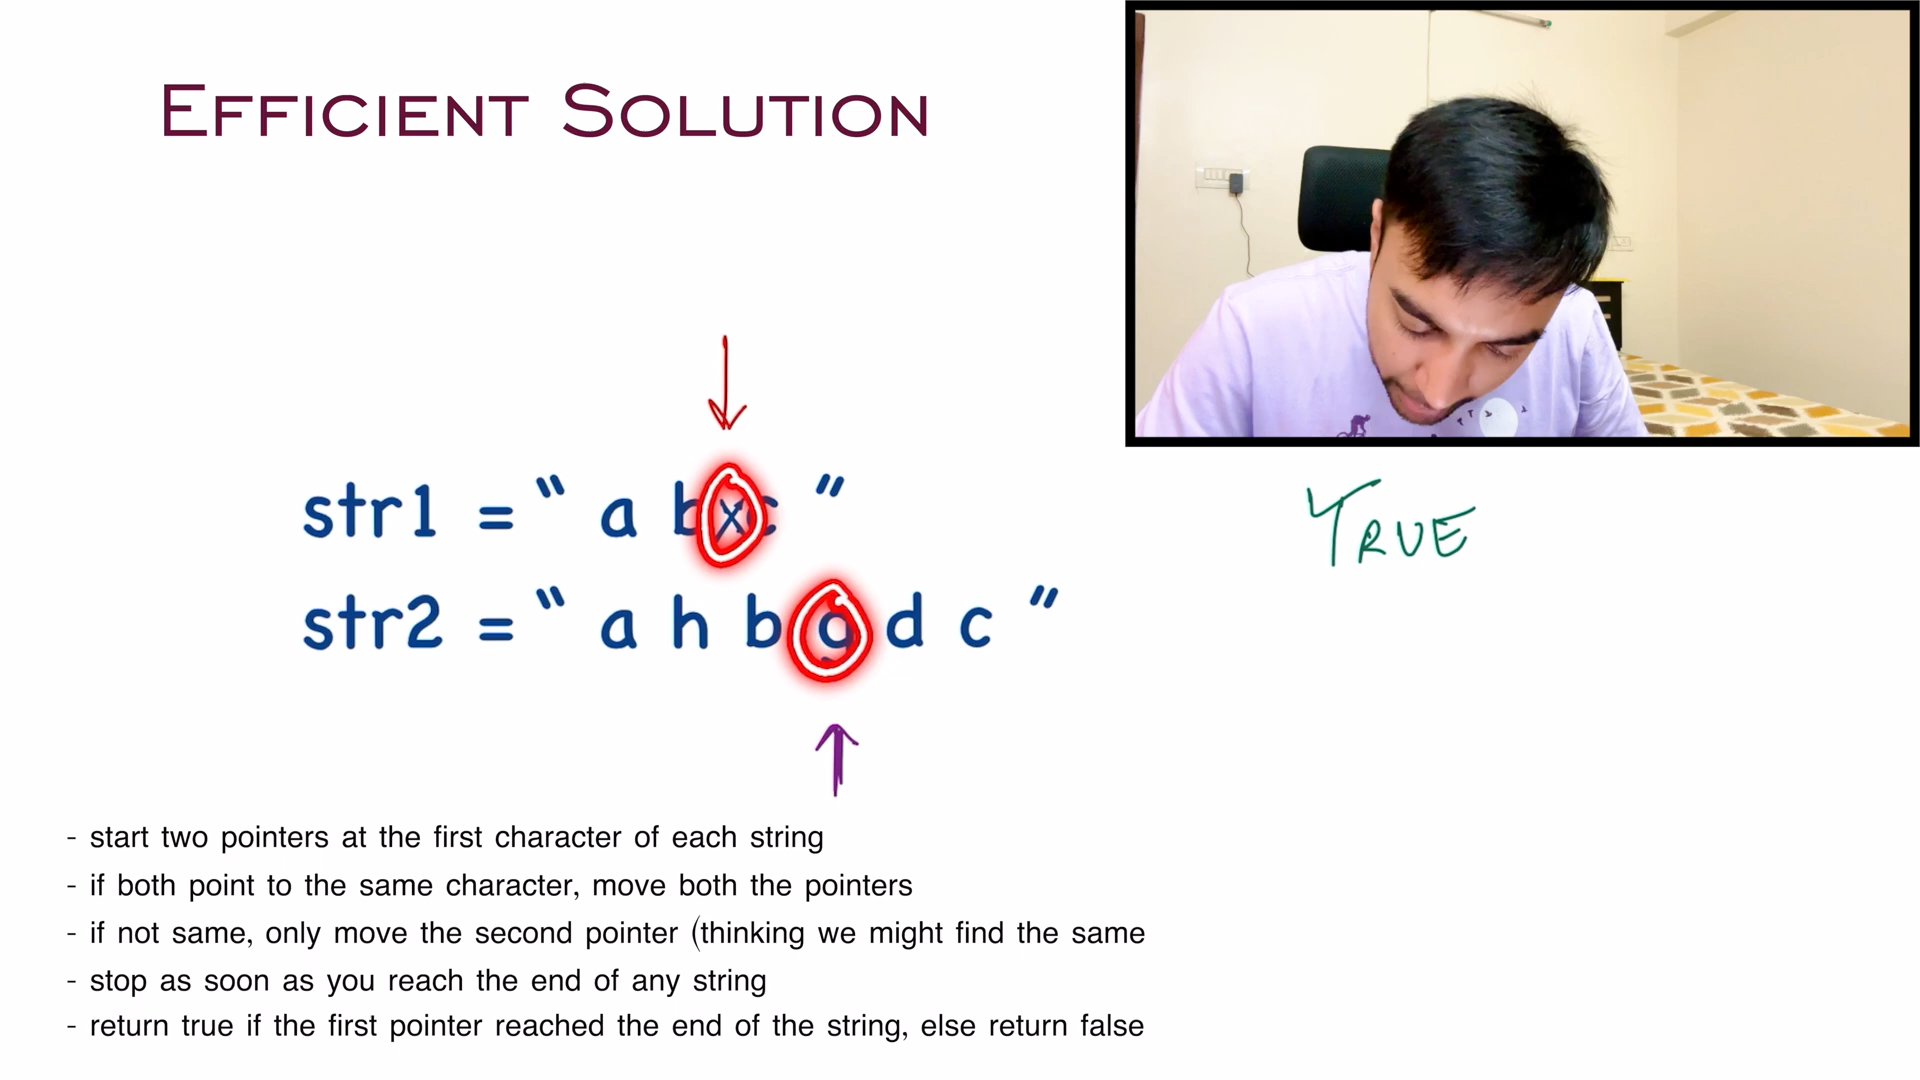 EFFICIENT SOLUTION
str1 = " a b x c "
TRUE
str2 = " a h b g d c "
- start two pointers at the first character of each string
- if both point to the same character, move both the pointers
- if not same, only move the second pointer (thinking we might find the same
- stop as soon as you reach the end of any string
- return true if the first pointer reached the end of the string, else return false